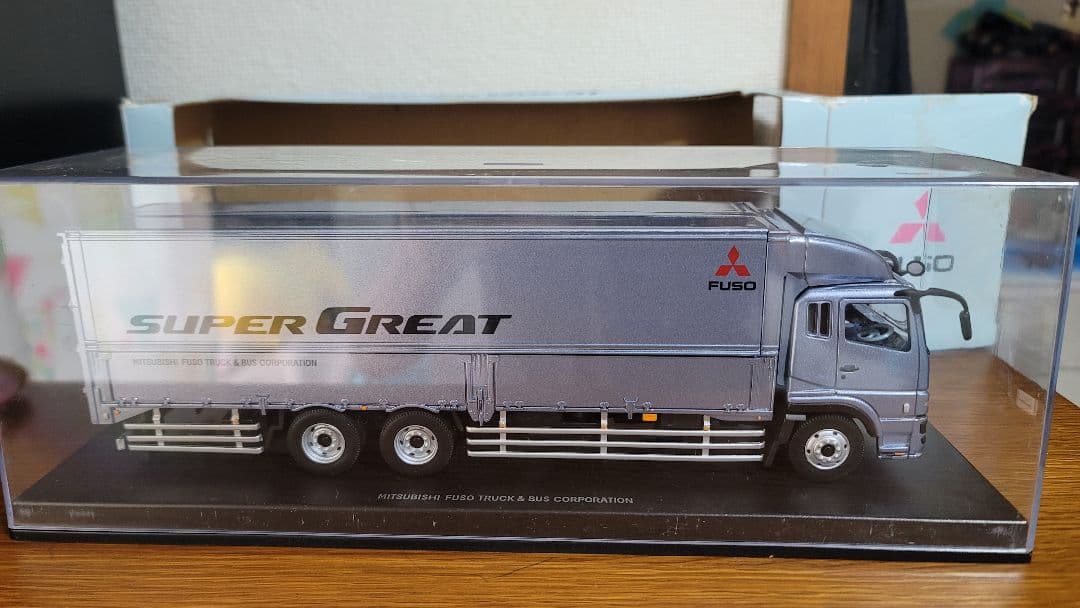 FUSO
SUPER GREAT
MITSUBISHI FUSO TRUCK & BUS CORPORATION
MITSUBISHI FUSO TRUCK & BUS CORPORATION